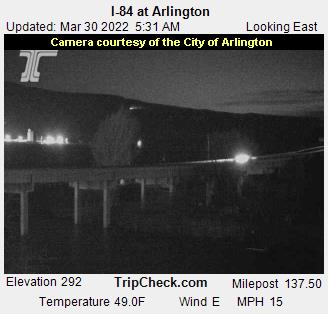 I-84 at Arlington
Updated: Mar 30 2022 5:31 AM Looking East
Camera courtesy of the City of Arlington
Elevation 292 TripCheck.com Milepost 137.50
Temperature 49.0F Wind E MPH 15